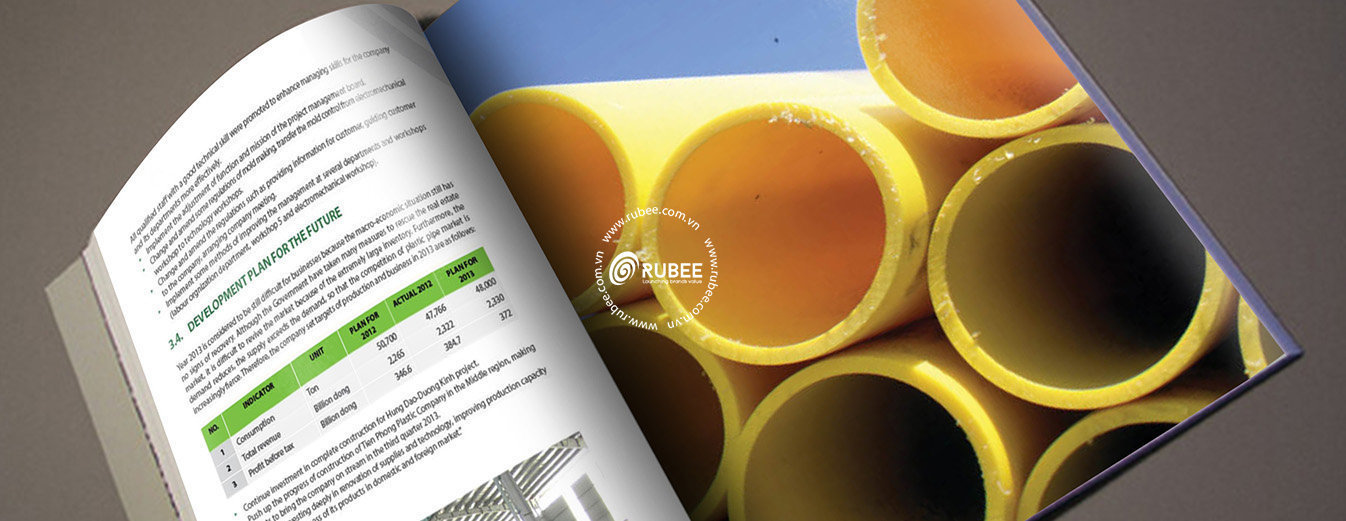 All qualified staff with a good technical skill were promoted to enhance managing skills for the company
and its departments more effectively.
Implement the adjustment of function and mission of the project management board.
• Change and amend some regulations of mold making, transfer the mold control from electromechanical
workshop to technology workshops.
• Change and amend the regulations such as providing information for customer, guiding customer
to the company, arranging company meeting.
• Implement some methods of improving the management at several departments and workshops
(labour orgnization department, workshop 5 and electromechanical workshop).
3.4. DEVELOPMENT PLAN FOR THE FUTURE
Year 2013 is considered to be still difficult for businesses because the macro-economic situation still has
no signs of recovery. Although the Government have taken many measures to rescue the real estate
market, it is difficult to revive the market because of the extremely large inventory. Furthermore, the
demand reduces, the supply exceeds the demand, so that the competition of plastic pipe market is
increasingly fierce. Therefore, the company set targets of production and business in 2013 are as follows:
NO. INDICATOR UNIT PLAN FOR 2012 ACTUAL 2012 PLAN FOR 2013
1 Consumption Ton 50,700 47,766 48,000
2 Total revenue Billion dong 2,265 2,322 2,330
3 Profit before tax Billion dong 346.6 384.7 372
• Continue investment in complete construction for Hung Dao-Duong Kinh project.
Push up the progress of construction of Tien Phong Plastic Company in the Middle region, making
to bring the company on stream in the third quarter 2013.
esting deeply in renovation of supplies and technology, improving production capacity
ss of its products in domestic and foreign market."
www.rubee.com.vn
www.rubee.com.vn
www.rubee.com.vn
RUBEE
Launching brands value